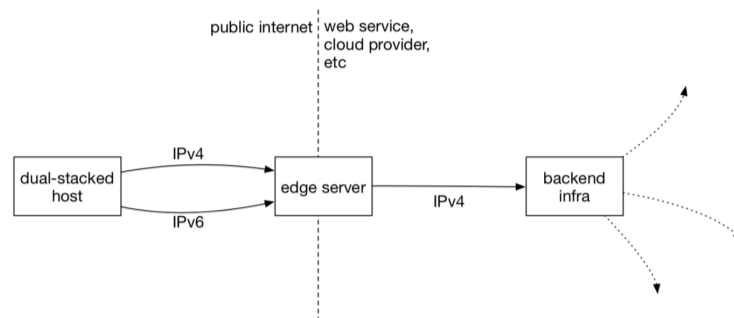 public internet
web service,
cloud provider,
etc
IPv4
dual-stacked
host
IPv6
edge server
IPv4
backend
infra